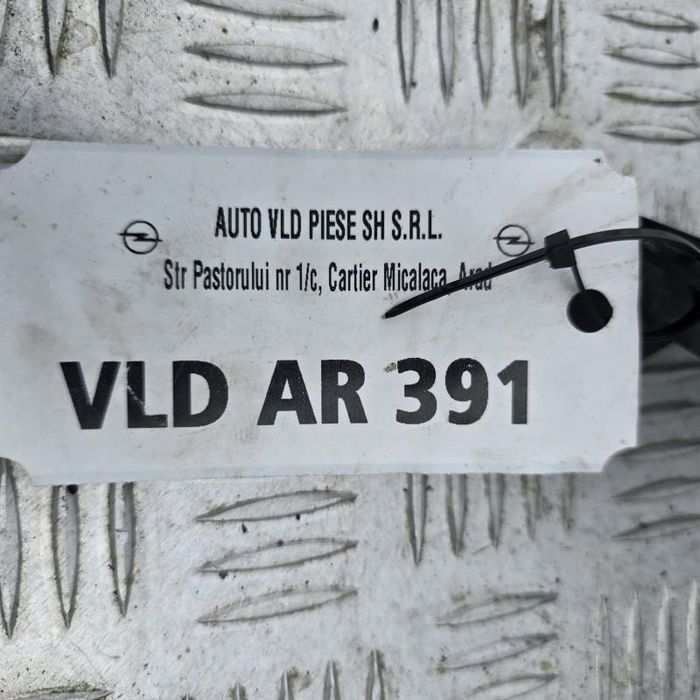 AUTO VLD PIESE SH S.R.L.
Str Pastorului nr 1/c, Cartier Micalaca, Arad
VLD AR 391